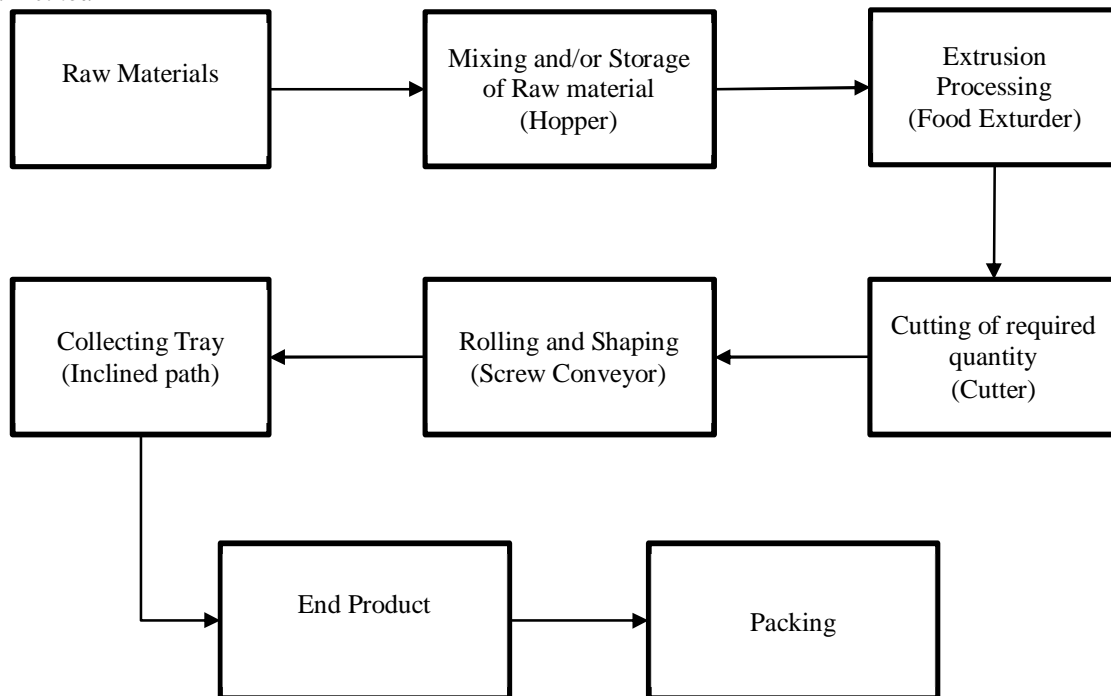 Raw Materials
Mixing and/or Storage
of Raw material
(Hopper)
Extrusion
Processing
(Food Exturder)
Cutting of required
quantity
(Cutter)
Rolling and Shaping
(Screw Conveyor)
Collecting Tray
(Inclined path)
End Product
Packing